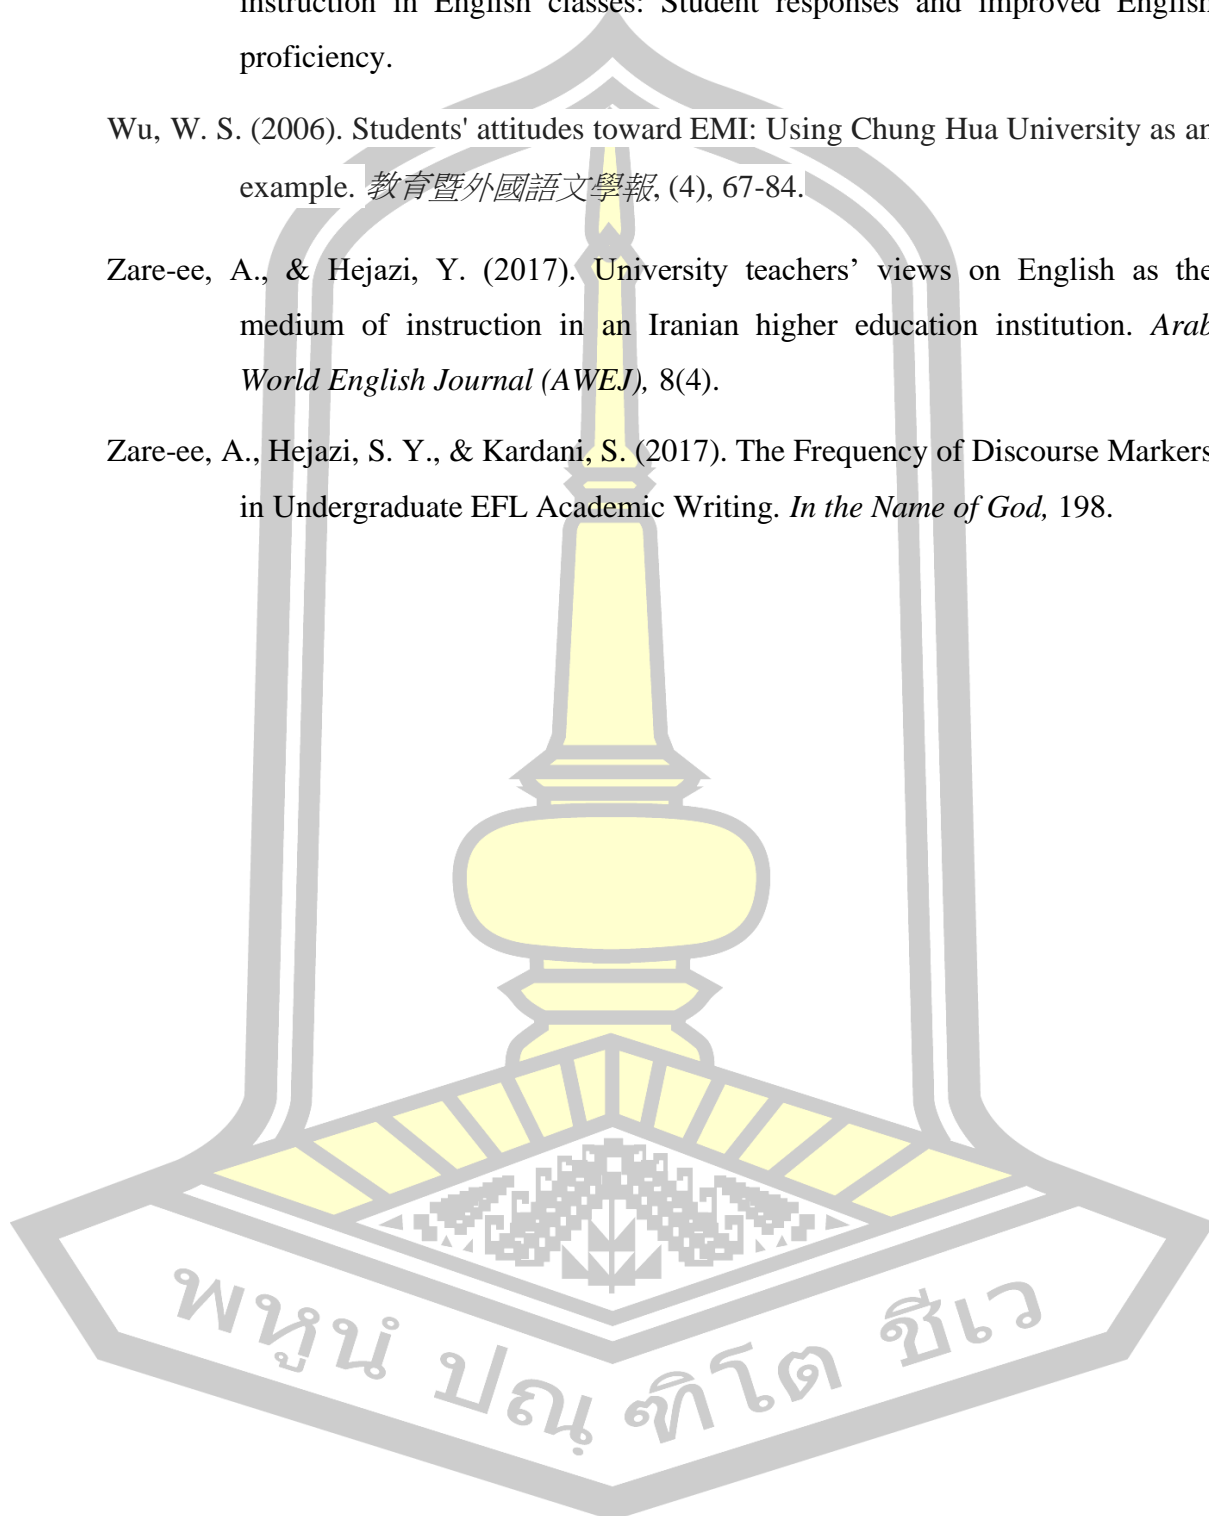 instruction in English classes: Student responses and improved English
proficiency.
Wu, W. S. (2006). Students' attitudes toward EMI: Using Chung Hua University as an
example. 教育暨外國語文學報, (4), 67-84.
Zare-ee, A., & Hejazi, Y. (2017). University teachers’ views on English as the
medium of instruction in an Iranian higher education institution. Arab
World English Journal (AWEJ), 8(4).
Zare-ee, A., Hejazi, S. Y., & Kardani, S. (2017). The Frequency of Discourse Markers
in Undergraduate EFL Academic Writing. In the Name of God, 198.
พหูนํ ปณฺฑิโต ชีเว